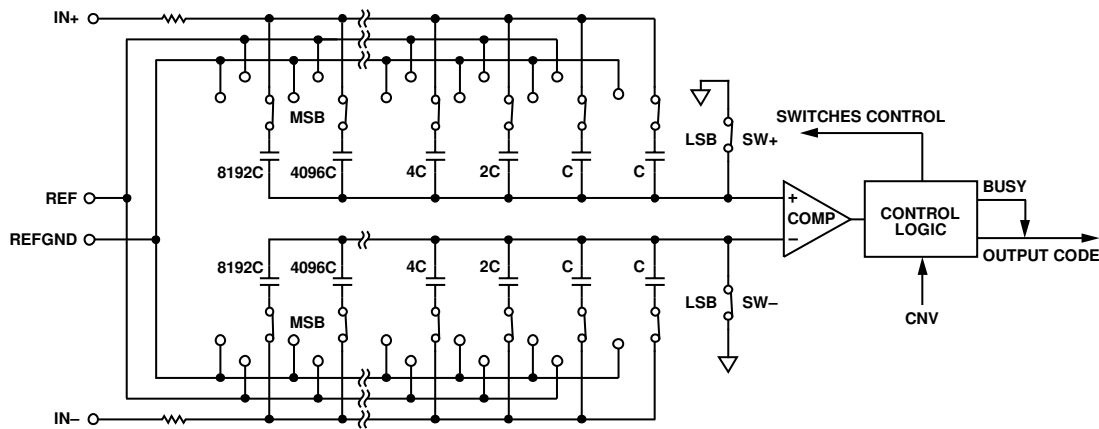 IN+
MSB
SWITCHES CONTROL
LSB SW+
8192C 4096C 4C 2C C C
REF
BUSY
+
COMP
−
CONTROL
LOGIC
REFGND
OUTPUT CODE
8192C 4096C 4C 2C C C
MSB
LSB SW−
CNV
IN−